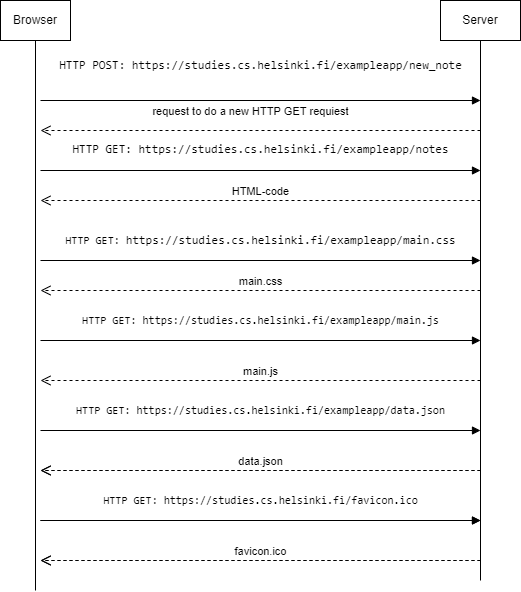 Browser
Server
HTTP POST: https://studies.cs.helsinki.fi/exampleapp/new_note
request to do a new HTTP GET requiest
HTTP GET: https://studies.cs.helsinki.fi/exampleapp/notes
HTML-code
HTTP GET: https://studies.cs.helsinki.fi/exampleapp/main.css
main.css
HTTP GET: https://studies.cs.helsinki.fi/exampleapp/main.js
main.js
HTTP GET: https://studies.cs.helsinki.fi/exampleapp/data.json
data.json
HTTP GET: https://studies.cs.helsinki.fi/favicon.ico
favicon.ico